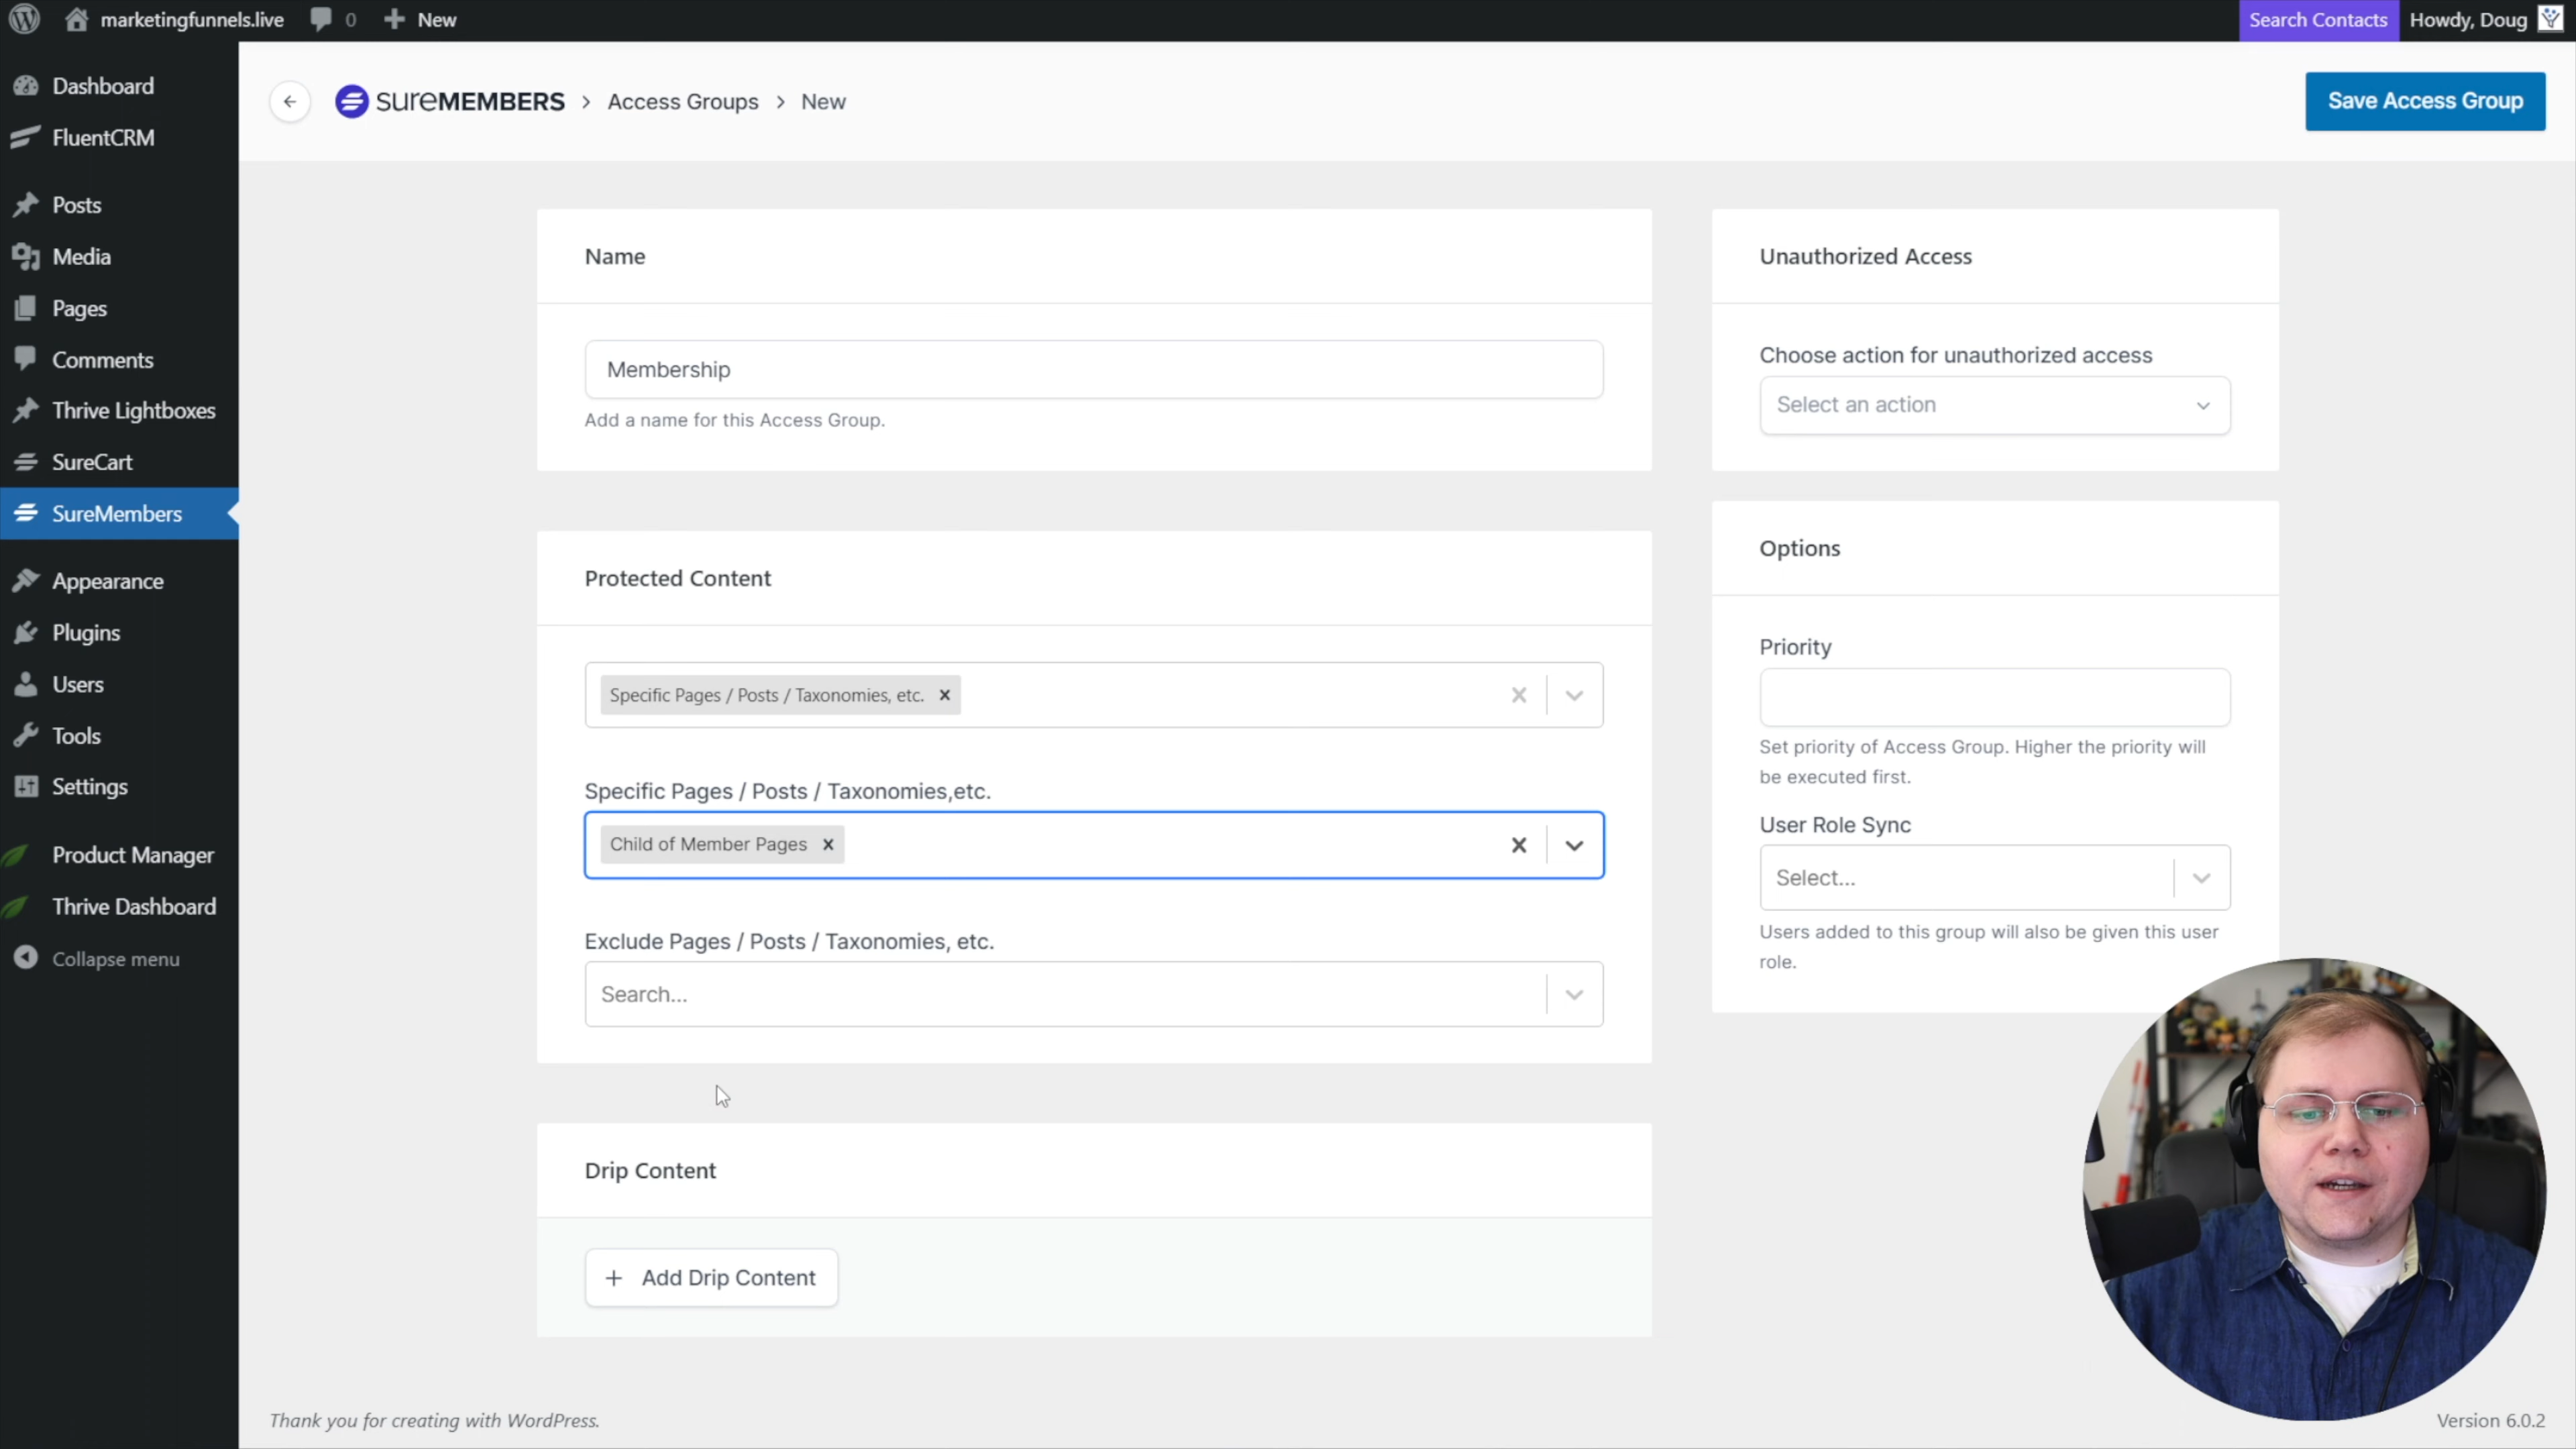 marketingfunnels.live
0
New
Search Contacts
Howdy, Doug
Dashboard
FluentCRM
Posts
Media
Pages
Comments
Thrive Lightboxes
SureCart
SureMembers
Appearance
Plugins
Users
Tools
Settings
Product Manager
Thrive Dashboard
Collapse menu
sureMEMBERS > Access Groups > New
Save Access Group
Name
Membership
Add a name for this Access Group.
Protected Content
Specific Pages / Posts / Taxonomies, etc.
Specific Pages / Posts / Taxonomies,etc.
Child of Member Pages
Exclude Pages / Posts / Taxonomies, etc.
Search...
Drip Content
+ Add Drip Content
Unauthorized Access
Choose action for unauthorized access
Select an action
Options
Priority
Set priority of Access Group. Higher the priority will
be executed first.
User Role Sync
Select...
Users added to this group will also be given this user
role.
Thank you for creating with WordPress.
Version 6.0.2